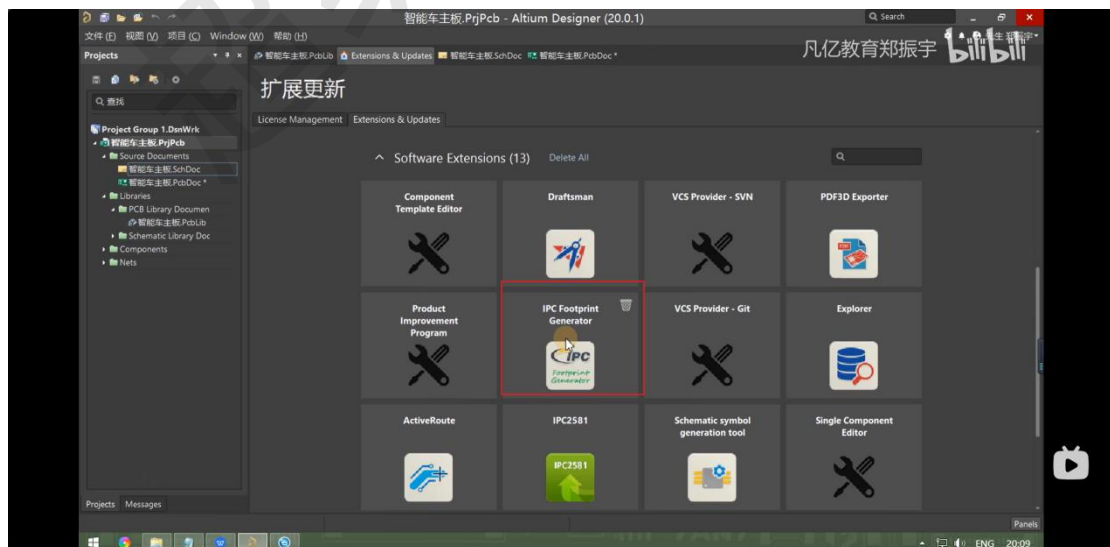 智能车主板.PrjPcb - Altium Designer (20.0.1)
Search
文件 (F) 视图 (V) 项目 (C) Window (W) 帮助 (H)
凡亿教育郑振宇
bilibili
Projects
智能车主板.PcbLib
Extensions & Updates
智能车主板.SchDoc
智能车主板.PcbDoc *
查找
扩展更新
License Management
Extensions & Updates
Project Group 1.DsnWrk
智能车主板.PrjPcb
Source Documents
智能车主板.SchDoc
智能车主板.PcbDoc *
Libraries
PCB Library Documen
智能车主板.PcbLib
Schematic Library Doc
Components
Nets
Software Extensions (13) Delete All
Component
Template Editor
Draftsman
VCS Provider - SVN
PDF3D Exporter
Product
Improvement
Program
IPC Footprint
Generator
IPC
Footprint
Generator
VCS Provider - Git
Explorer
ActiveRoute
IPC2581
IPC2581
Schematic symbol
generation tool
Single Component
Editor
Projects Messages
Panels
ENG 20:09